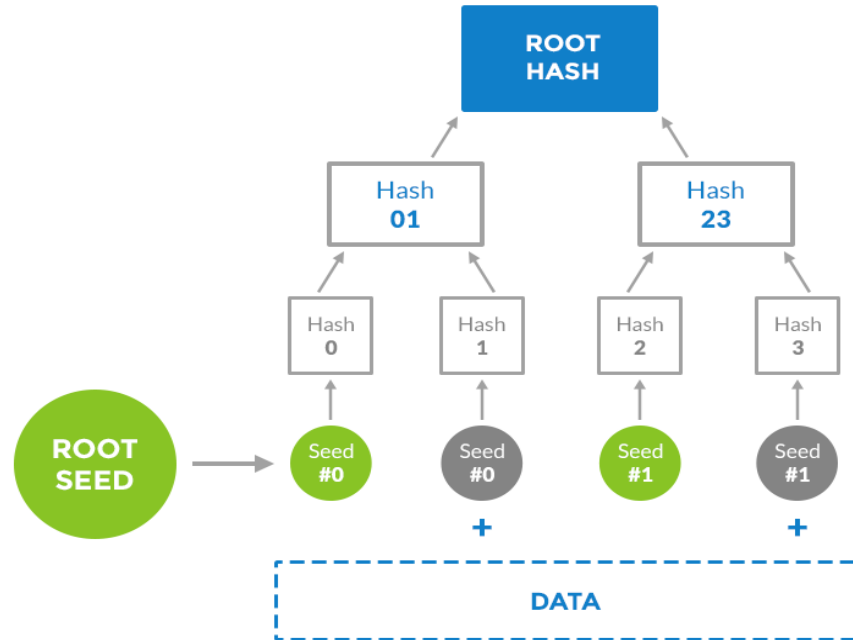 ROOT
HASH
Hash
01
Hash
23
Hash
0
Hash
1
Hash
2
Hash
3
ROOT
SEED
Seed
#0
Seed
#0
Seed
#1
Seed
#1
+
+
DATA